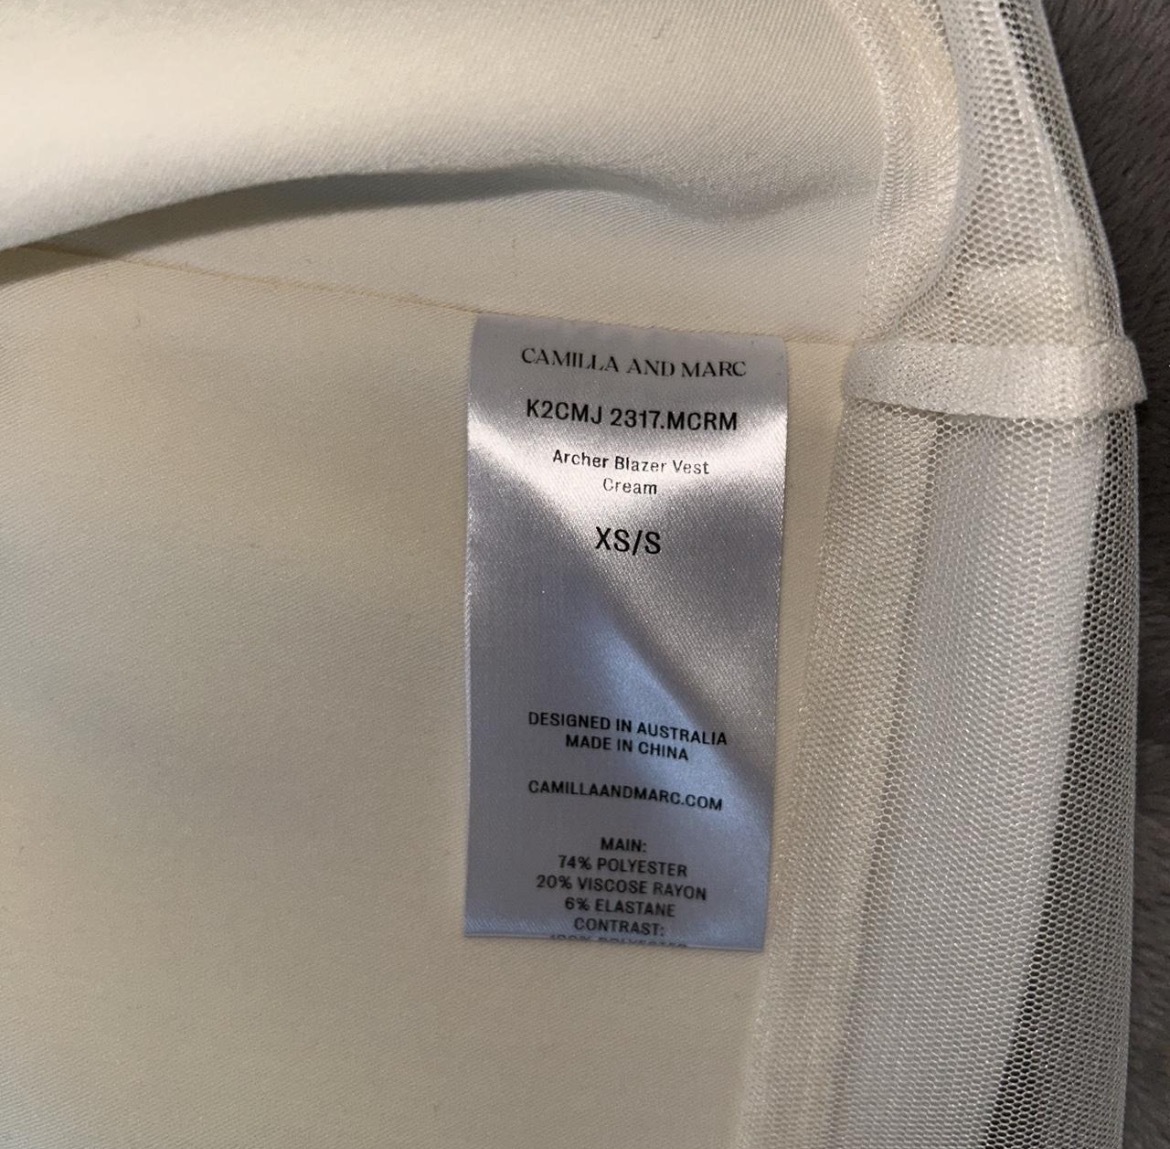 CAMILLA AND MARC
K2CMJ 2317.MCRM
Archer Blazer Vest
Cream
XS/S
DESIGNED IN AUSTRALIA
MADE IN CHINA
CAMILLAANDMARC.COM
MAIN:
74% POLYESTER
20% VISCOSE RAYON
6% ELASTANE
CONTRAST: